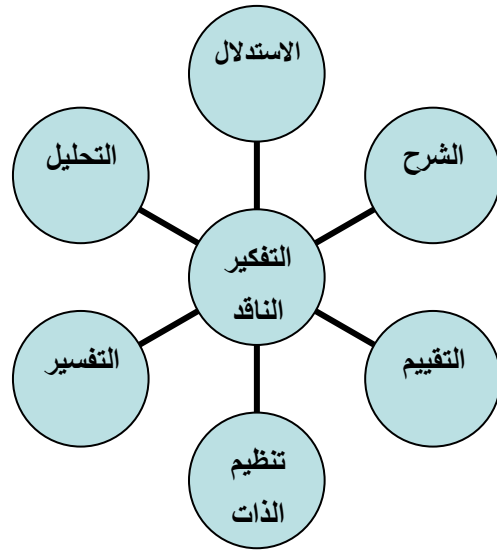 الاستدلال
الشرح
التحليل
التفكير
الناقد
التقييم
التفسير
تنظيم
الذات